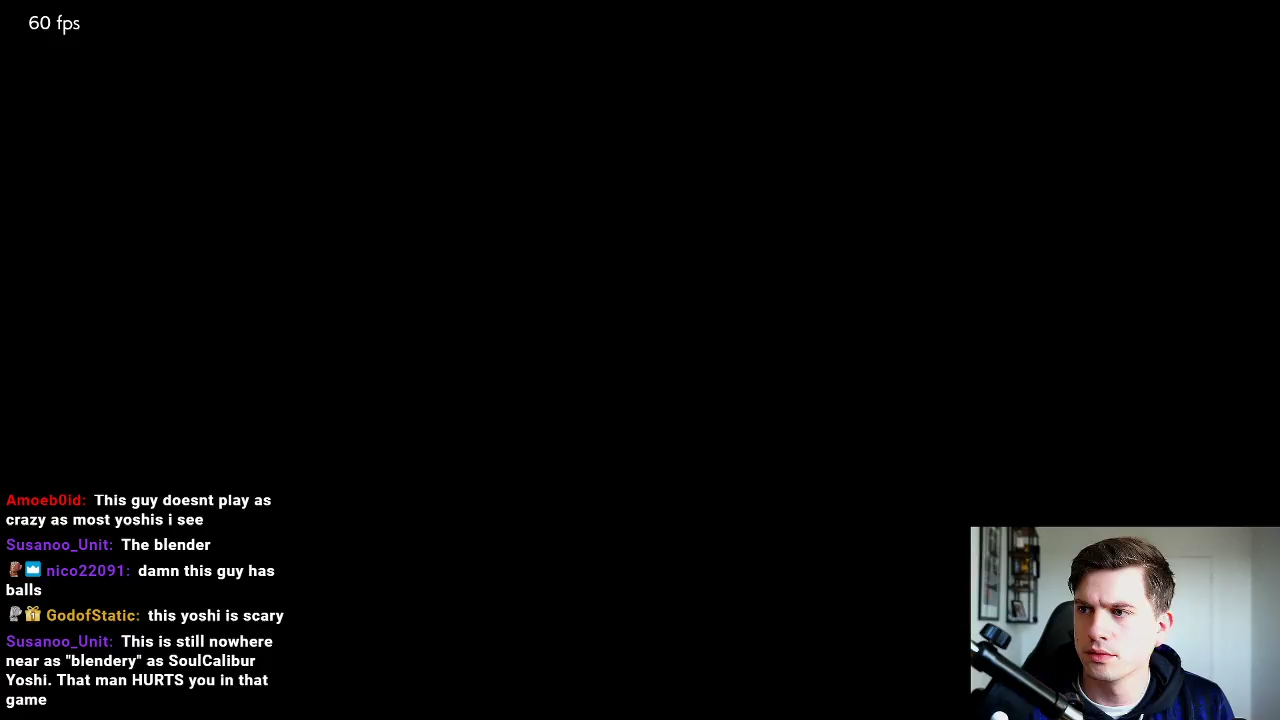 60 fps
Amoeb0id: This guy doesnt play as
crazy as most yoshis i see
Susanoo_Unit: The blender
nico22091: damn this guy has
balls
GodofStatic: this yoshi is scary
Susanoo_Unit: This is still nowhere
near as "blendery" as SoulCalibur
Yoshi. That man HURTS you in that
game